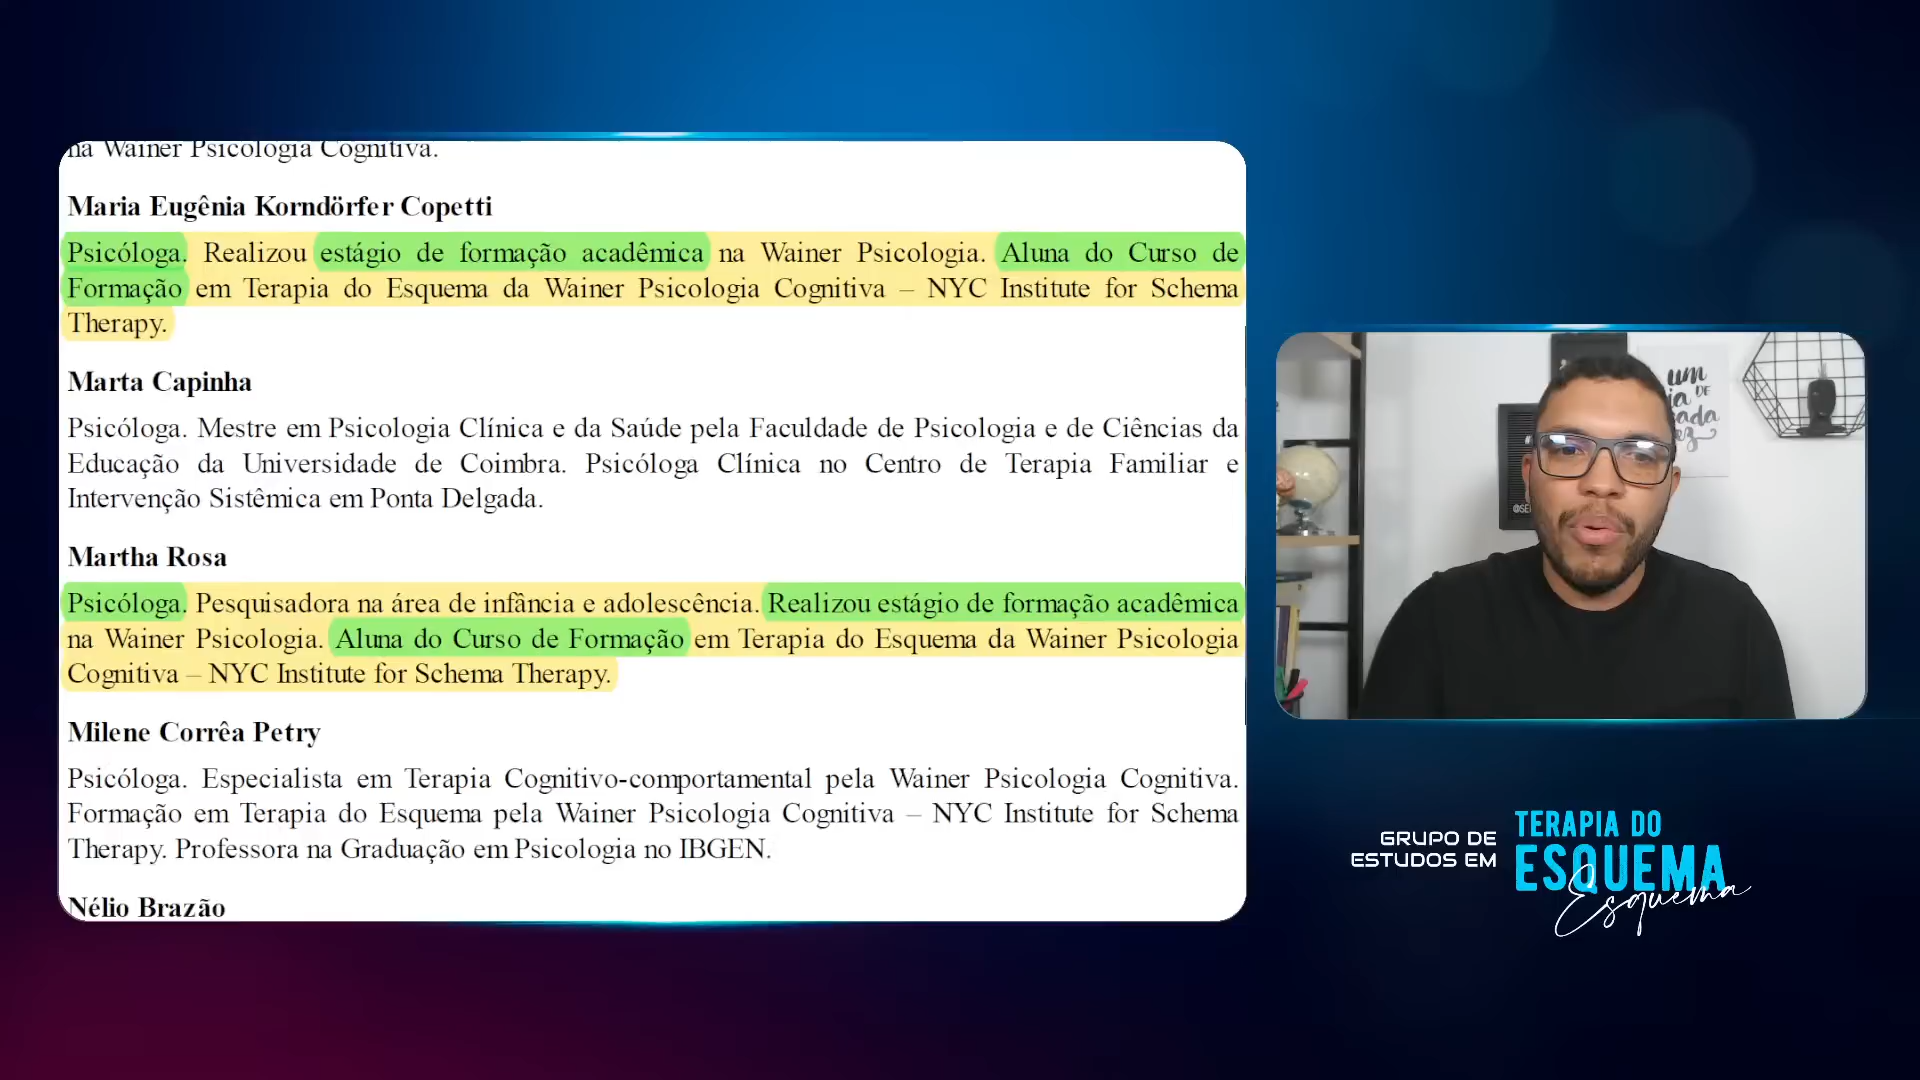 na Wainer Psicologia Cognitiva.
Maria Eugênia Korndörfer Copetti
Psicóloga. Realizou estágio de formação acadêmica na Wainer Psicologia. Aluna do Curso de
Formação em Terapia do Esquema da Wainer Psicologia Cognitiva – NYC Institute for Schema
Therapy.
Marta Capinha
Psicóloga. Mestre em Psicologia Clínica e da Saúde pela Faculdade de Psicologia e de Ciências da
Educação da Universidade de Coimbra. Psicóloga Clínica no Centro de Terapia Familiar e
Intervenção Sistêmica em Ponta Delgada.
Martha Rosa
Psicóloga. Pesquisadora na área de infância e adolescência. Realizou estágio de formação acadêmica
na Wainer Psicologia. Aluna do Curso de Formação em Terapia do Esquema da Wainer Psicologia
Cognitiva – NYC Institute for Schema Therapy.
Milene Corrêa Petry
Psicóloga. Especialista em Terapia Cognitivo-comportamental pela Wainer Psicologia Cognitiva.
Formação em Terapia do Esquema pela Wainer Psicologia Cognitiva – NYC Institute for Schema
Therapy. Professora na Graduação em Psicologia no IBGEN.
Nélio Brazão
um
DE
GRUPO DE
ESTUDOS EM
TERAPIA DO
ESQUEMA
Esquema